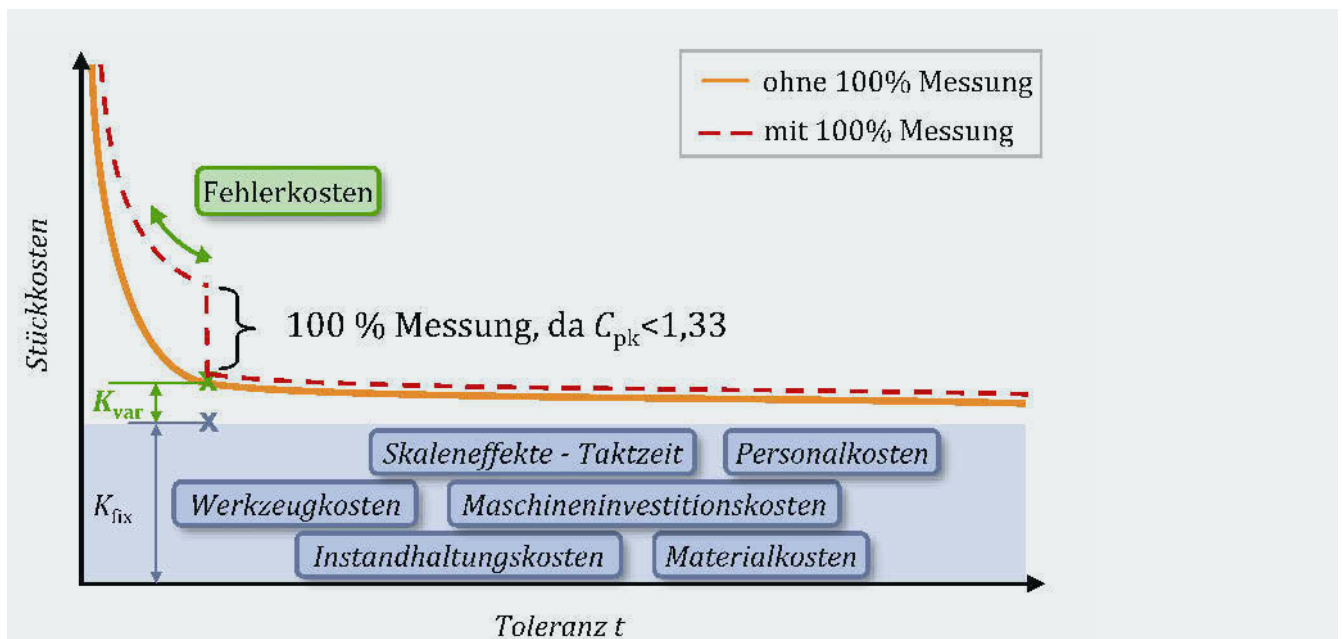 ohne 100% Messung
mit 100% Messung
Fehlerkosten
Stückkosten
100 % Messung, da Cpk<1,33
Kvar
x
x
Skaleneffekte - Taktzeit
Personalkosten
Kfix
Werkzeugkosten
Maschineninvestitionskosten
Instandhaltungskosten
Materialkosten
Toleranz t